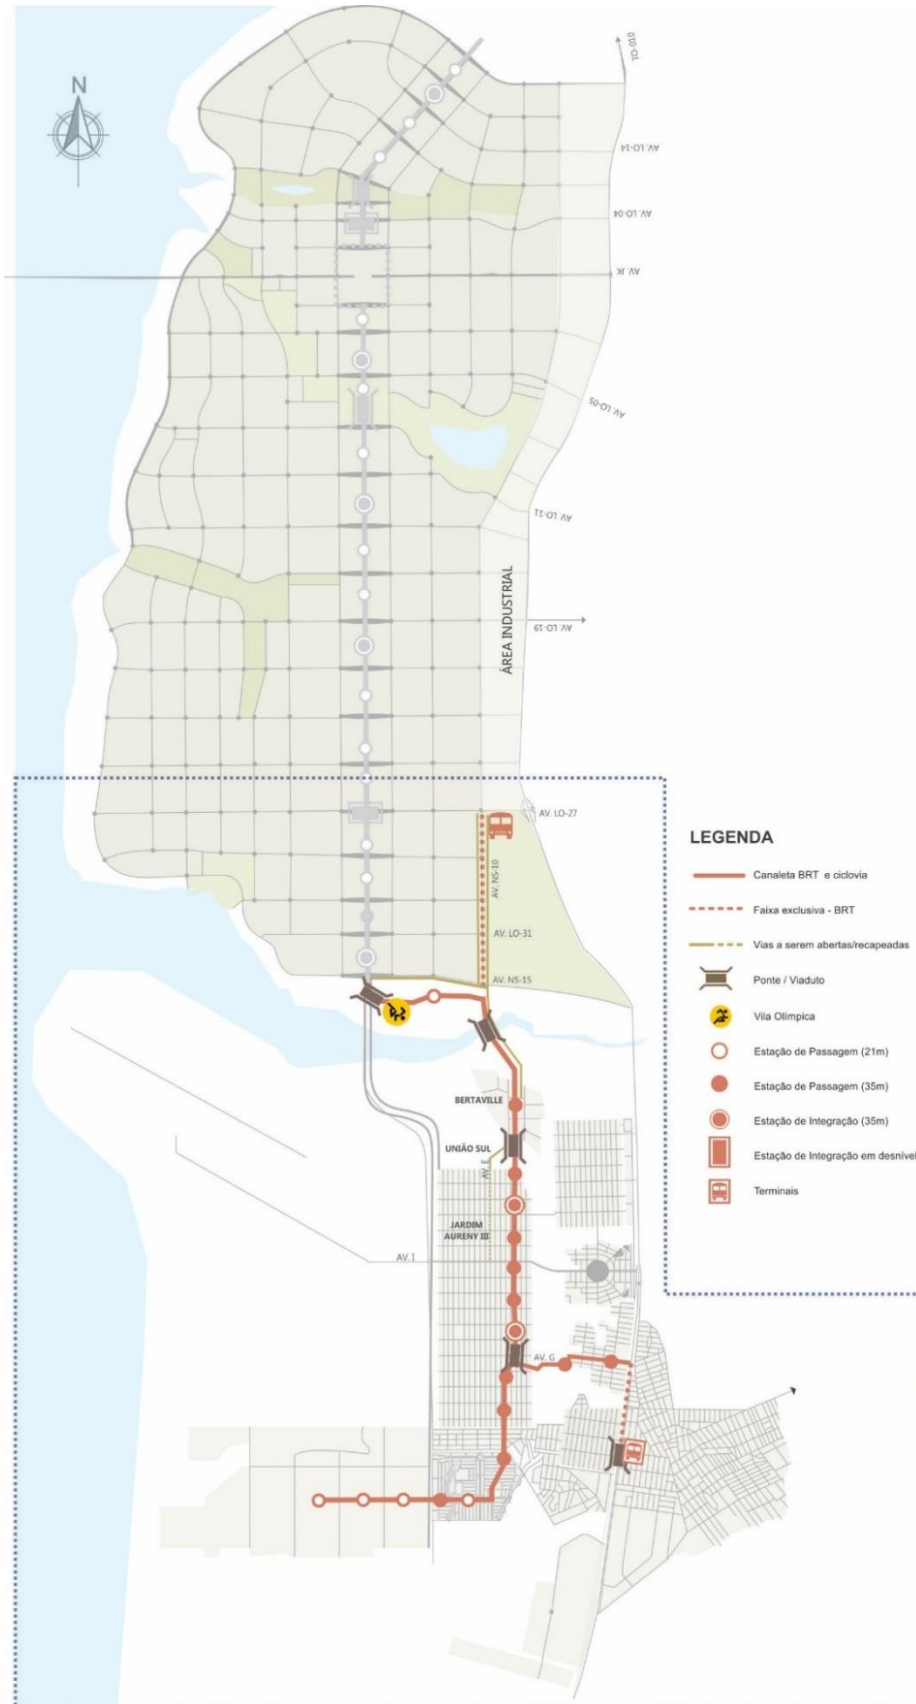 N
TO-010
AV. LO-14
AV. LO-04
AV. JK
AV. LO-05
AV. LO-11
ÁREA INDUSTRIAL
AV. LO-19
AV. LO-27
AV. NS-10
AV. LO-31
AV. NS-15
BERTAVILLE
UNIÃO SUL
AV. E
JARDIM
AURENY III
AV. I
AV. G
LEGENDA
Canaleta BRT e ciclovia
Faixa exclusiva - BRT
Vias a serem abertas/recapeadas
Ponte / Viaduto
Vila Olímpica
Estação de Passagem (21m)
Estação de Passagem (35m)
Estação de Integração (35m)
Estação de Integração em desnível
Terminais